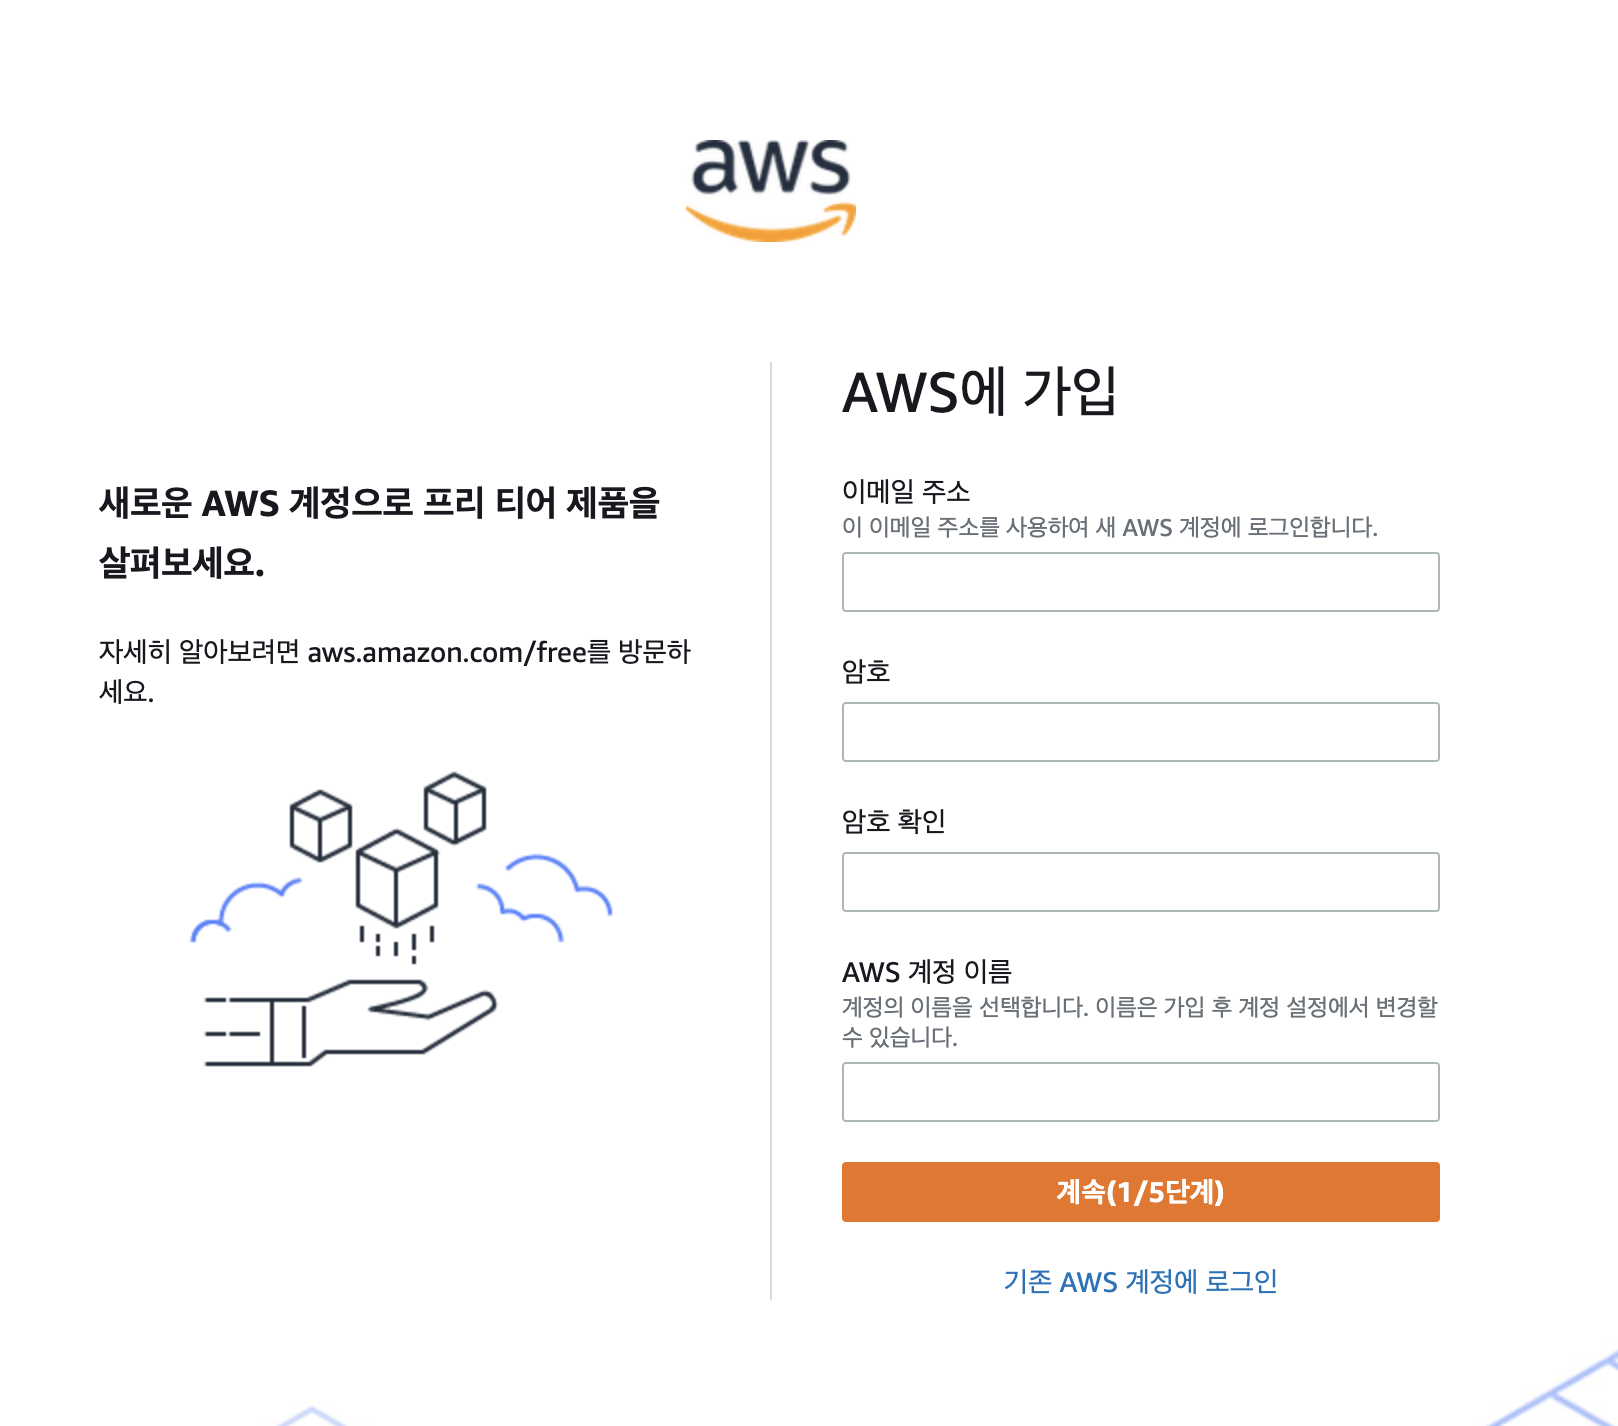 aws
새로운 AWS 계정으로 프리 티어 제품을
살펴보세요.
자세히 알아보려면 aws.amazon.com/free를 방문하
세요.
AWS에 가입
이메일 주소
이 이메일 주소를 사용하여 새 AWS 계정에 로그인합니다.
암호
암호 확인
AWS 계정 이름
계정의 이름을 선택합니다. 이름은 가입 후 계정 설정에서 변경할
수 있습니다.
계속(1/5단계)
기존 AWS 계정에 로그인